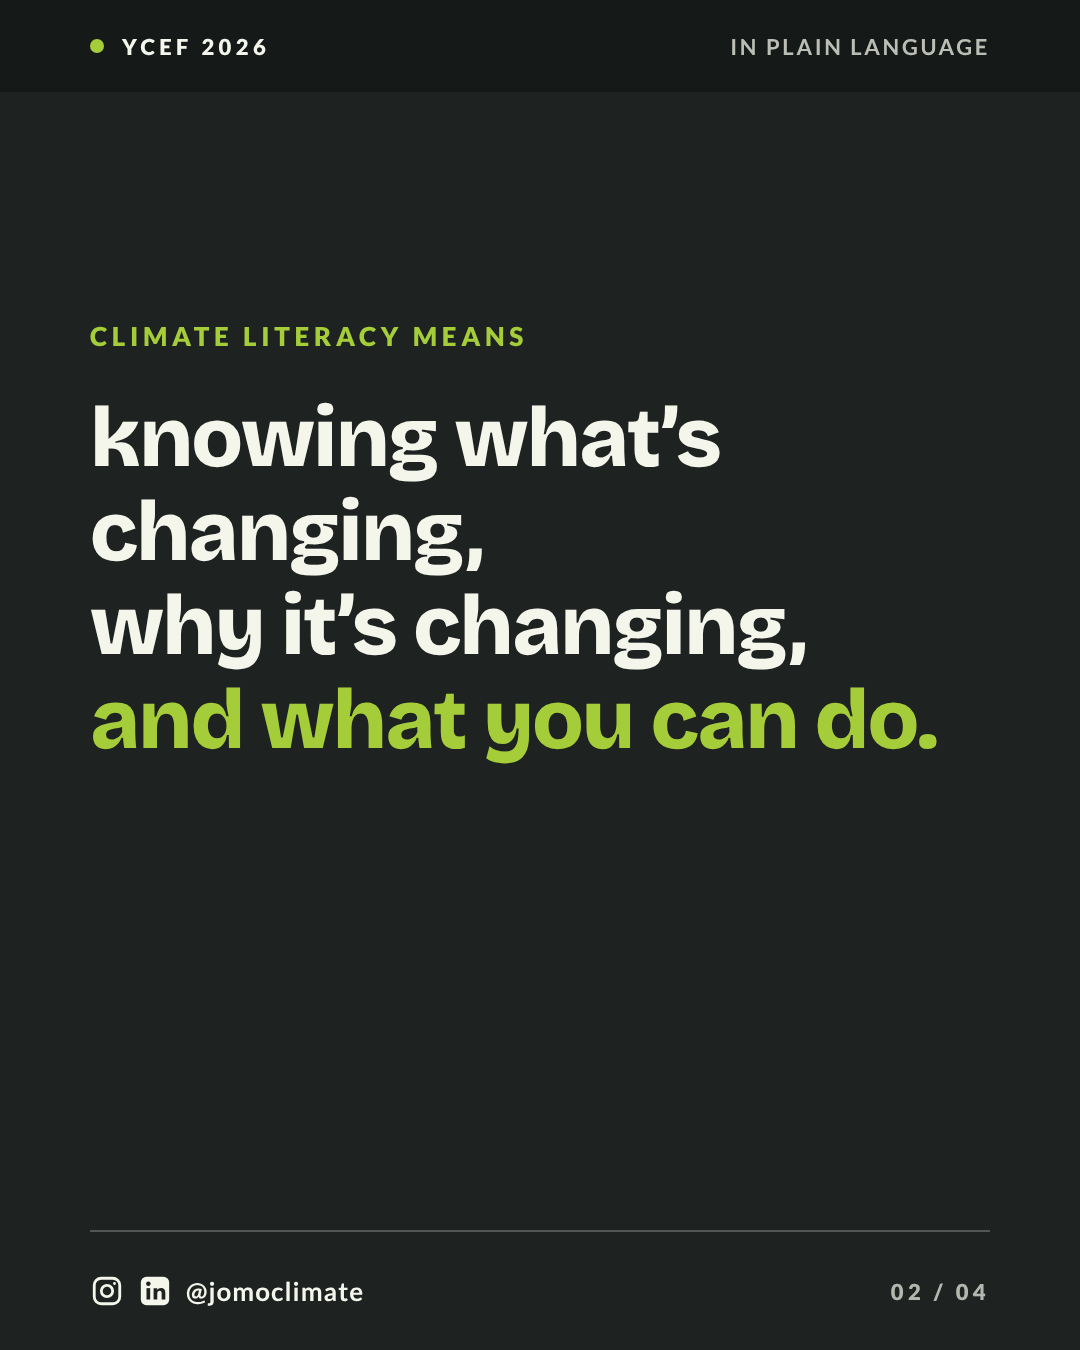 YCEF 2026
IN PLAIN LANGUAGE
CLIMATE LITERACY MEANS
knowing what’s
changing,
why it’s changing,
and what you can do.
@jomoclimate
02 / 04